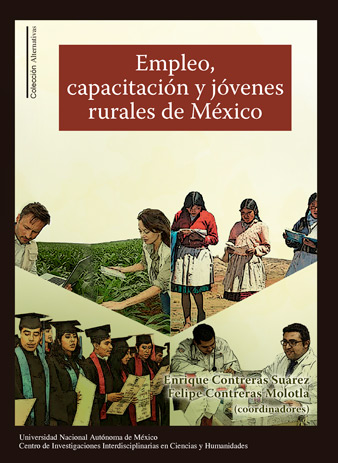 Colección Alternativas
Empleo,
capacitación y jóvenes
rurales de México
Enrique Contreras Suárez
Felipe Contreras Molotla
(coordinadores)
Universidad Nacional Autónoma de México
Centro de Investigaciones Interdisciplinarias en Ciencias y Humanidades